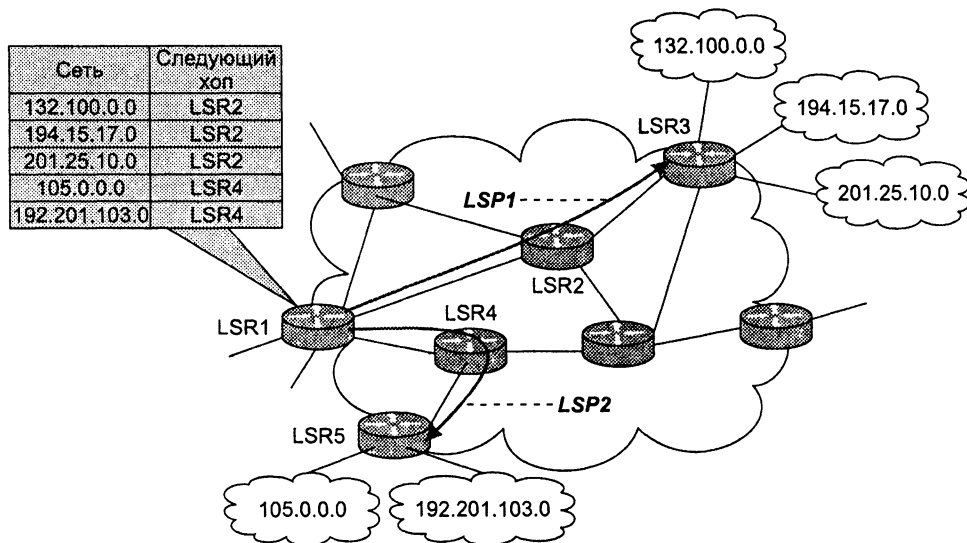 Сеть Следующий хоп
132.100.0.0 LSR2
194.15.17.0 LSR2
201.25.10.0 LSR2
105.0.0.0 LSR4
192.201.103.0 LSR4
132.100.0.0
194.15.17.0
201.25.10.0
LSR3
LSP1
LSR2
LSR1
LSR4
LSP2
LSR5
105.0.0.0
192.201.103.0